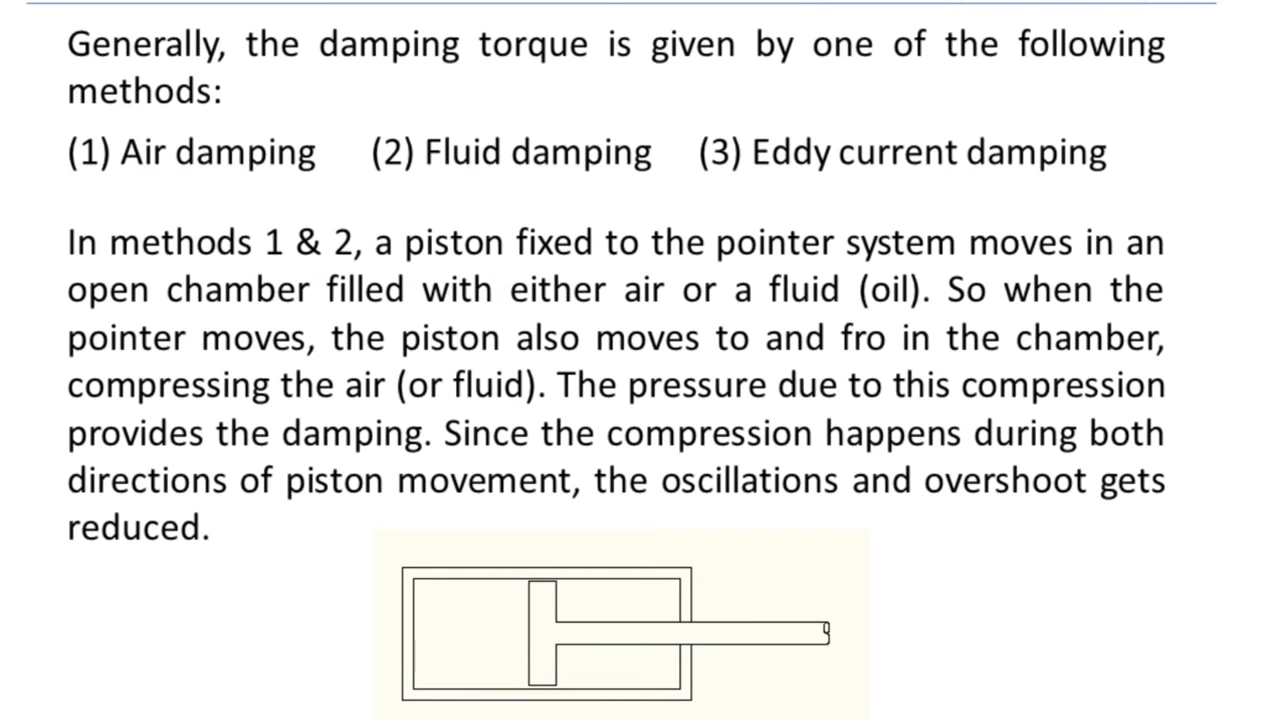 Generally, the damping torque is given by one of the following
methods:
(1) Air damping (2) Fluid damping (3) Eddy current damping
In methods 1 & 2, a piston fixed to the pointer system moves in an
open chamber filled with either air or a fluid (oil). So when the
pointer moves, the piston also moves to and fro in the chamber,
compressing the air (or fluid). The pressure due to this compression
provides the damping. Since the compression happens during both
directions of piston movement, the oscillations and overshoot gets
reduced.